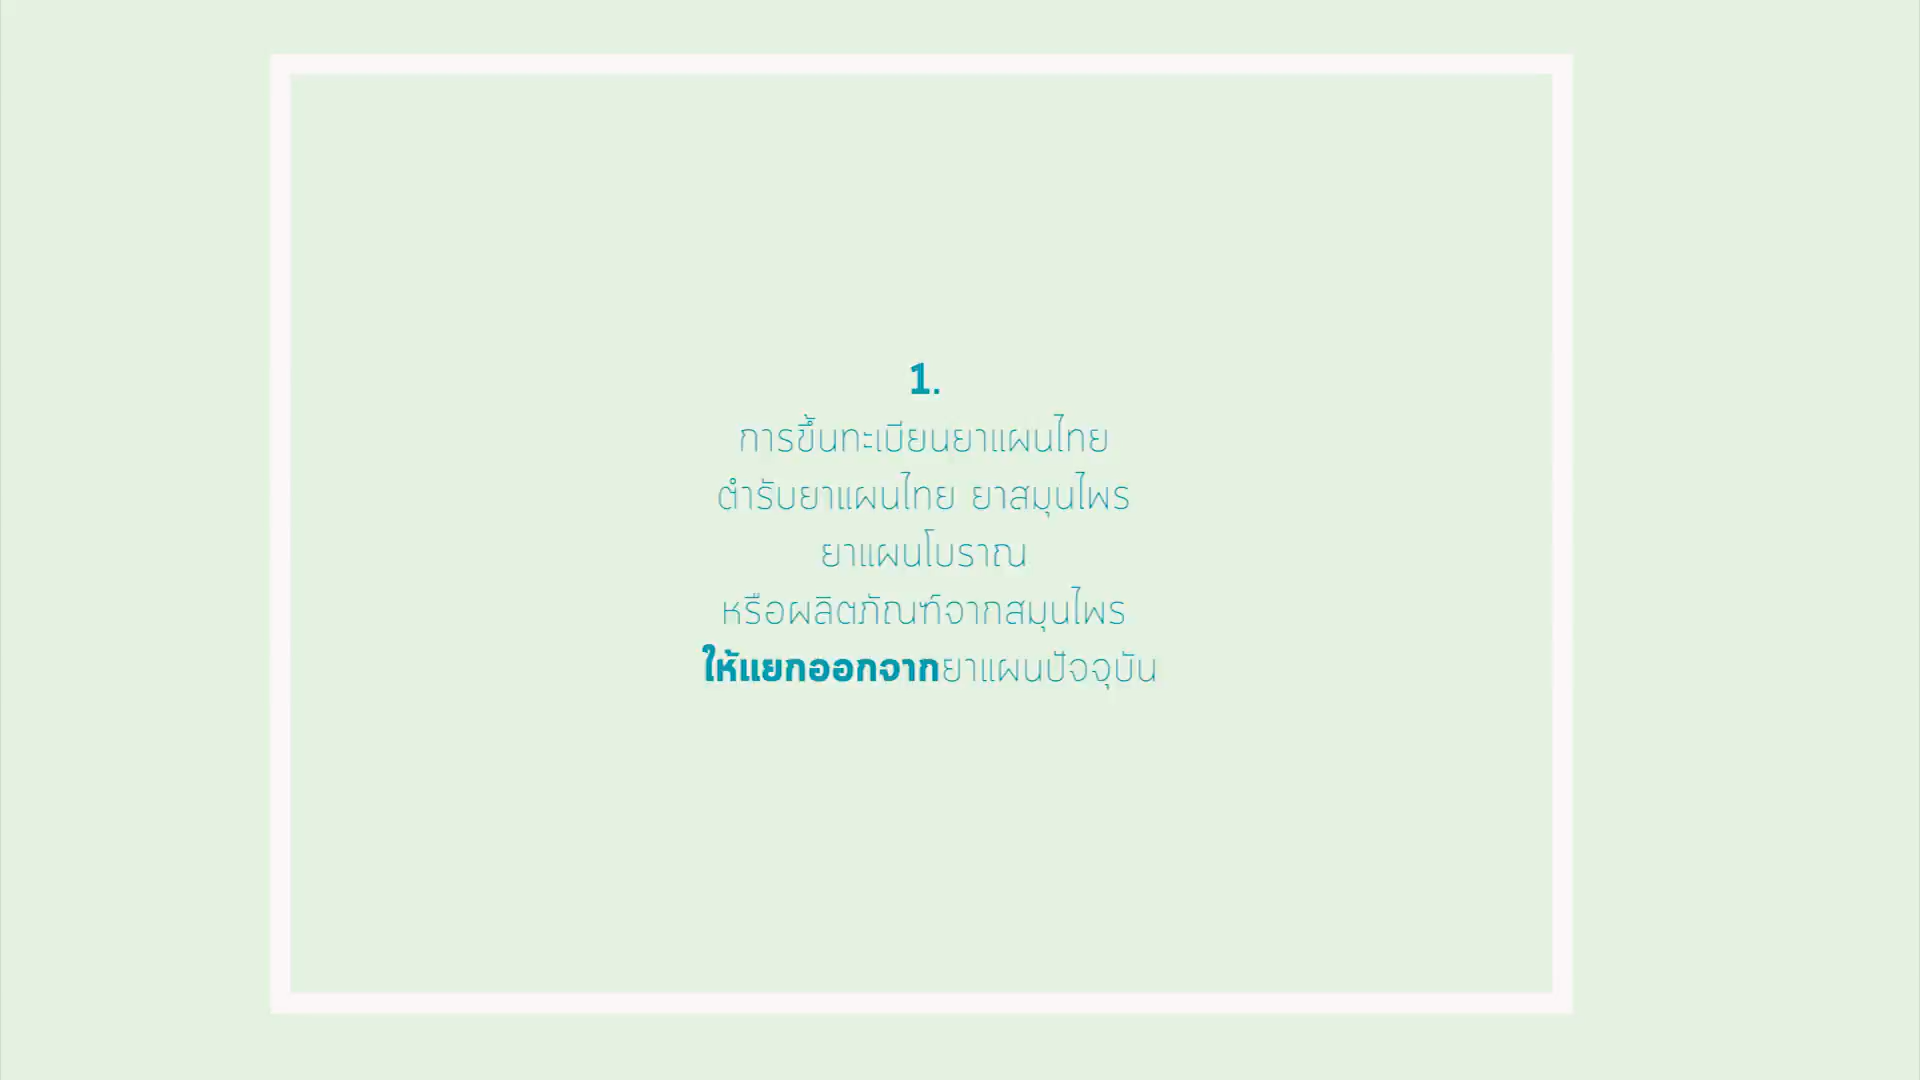 1.
การขึ้นทะเบียนยาแผนไทย
ตำรับยาแผนไทย ยาสมุนไพร
ยาแผนโบราณ
หรือผลิตภัณฑ์จากสมุนไพร
ให้แยกออกจากยาแผนปัจจุบัน